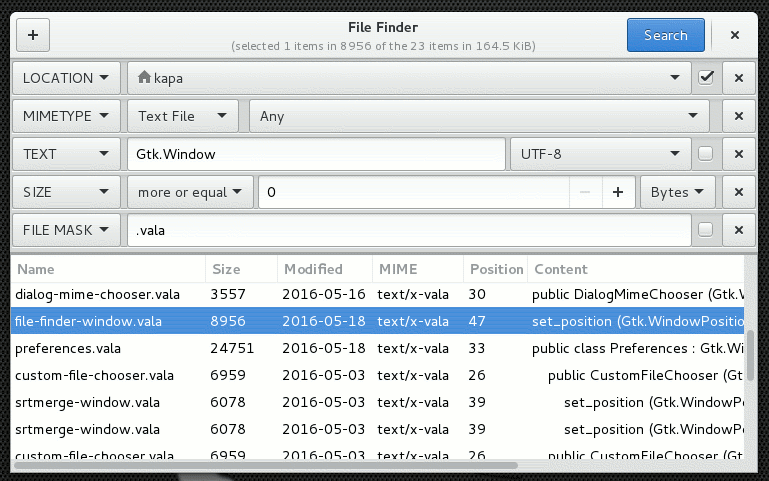 File Finder
(selected 1 items in 8956 of the 23 items in 164.5 KiB)
Search
LOCATION kapa
MIMETYPE Text File Any
TEXT Gtk.Window UTF-8
SIZE more or equal 0 Bytes
FILE MASK .vala
Name Size Modified MIME Position Content
dialog-mime-chooser.vala 3557 2016-05-16 text/x-vala 30 public DialogMimeChooser (Gtk.W
file-finder-window.vala 8956 2016-05-18 text/x-vala 47 set_position (Gtk.WindowPositio
preferences.vala 24751 2016-05-18 text/x-vala 33 public class Preferences : Gtk.Wi
custom-file-chooser.vala 6959 2016-05-03 text/x-vala 26 public CustomFileChooser (Gt
srtmerge-window.vala 6078 2016-05-03 text/x-vala 39 set_position (Gtk.WindowPo
srtmerge-window.vala 6078 2016-05-03 text/x-vala 39 set_position (Gtk.WindowPo
custom-file-chooser.vala 6959 2016-05-03 text/x-vala 26 public CustomFileChooser (Gt